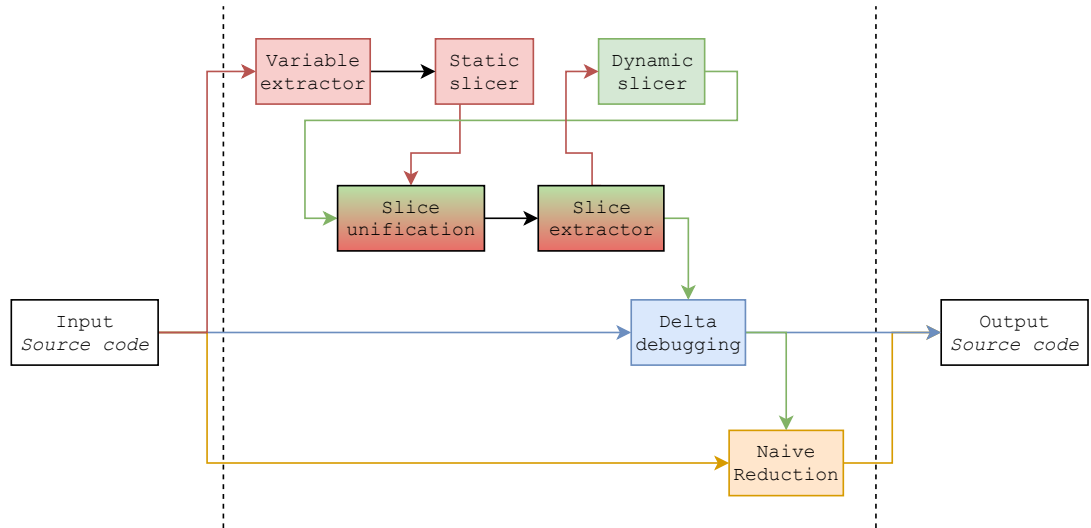 Variable
extractor
Static
slicer
Dynamic
slicer
Slice
unification
Slice
extractor
Input
Source code
Delta
debugging
Output
Source code
Naive
Reduction